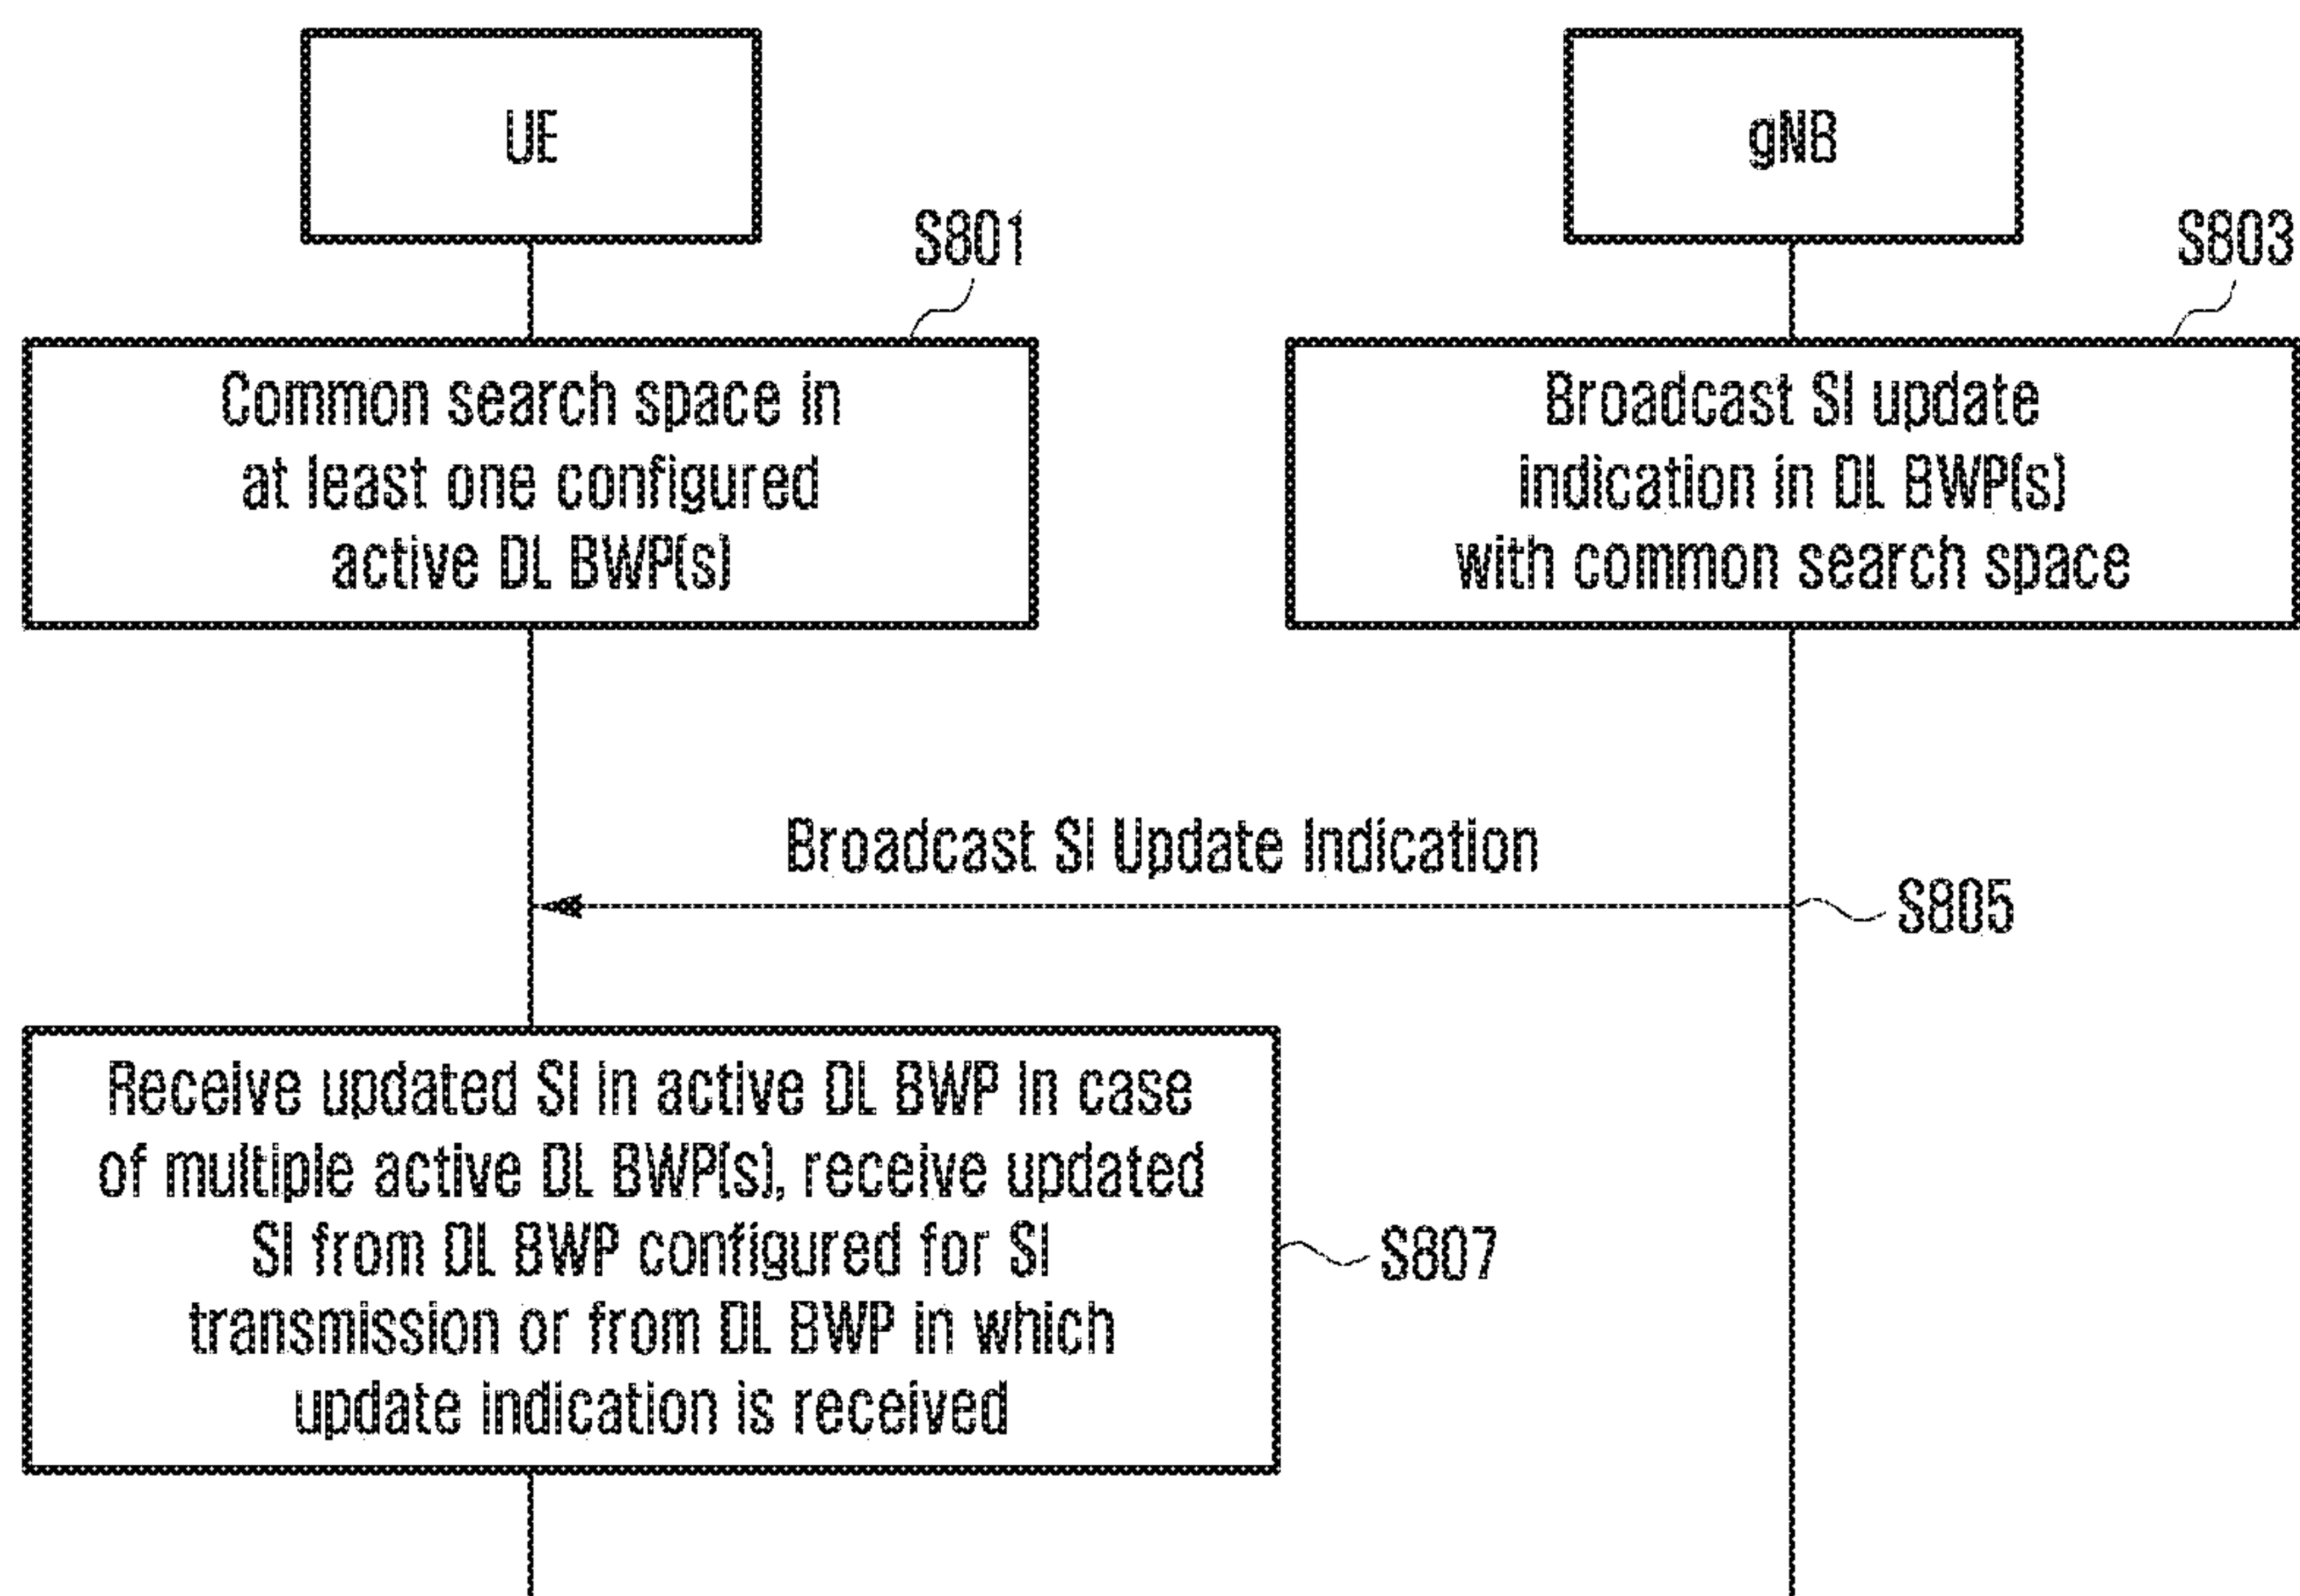 UE
gNB
S801
S803
Common search space in
at least one configured
active DL BWP(s)
Broadcast SI update
indication in DL BWP(s)
with common search space
Broadcast SI Update Indication
S805
Receive updated SI in active DL BWP in case
of multiple active DL BWP(s), receive updated
SI from DL BWP configured for SI
transmission or from DL BWP in which
update indication is received
S807